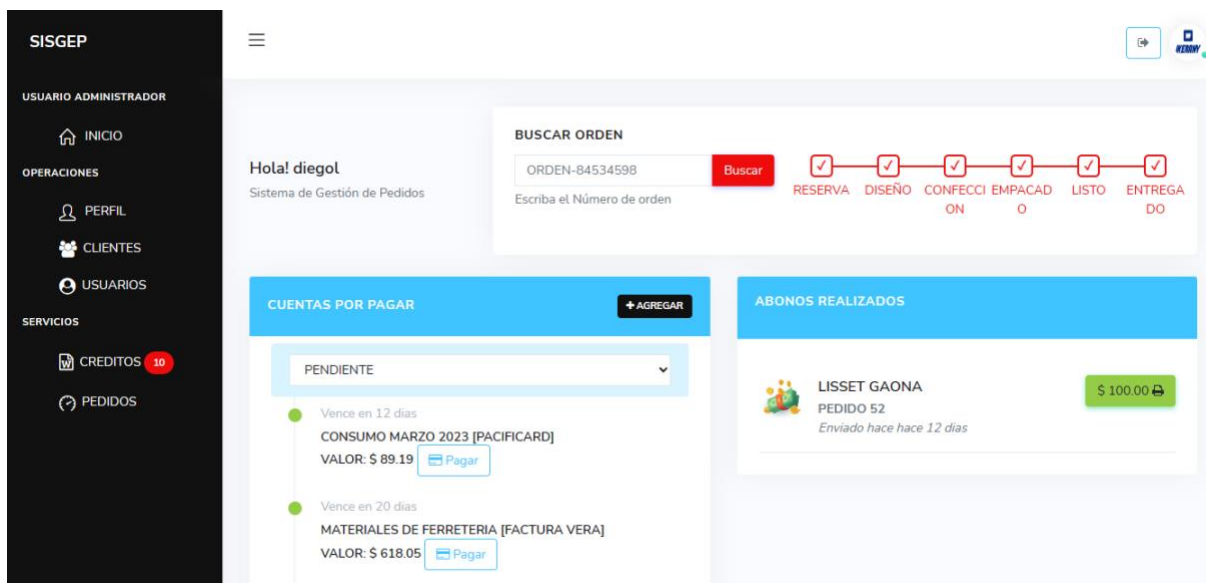 SISGEP
USUARIO ADMINISTRADOR
INICIO
OPERACIONES
PERFIL
CLIENTES
USUARIOS
SERVICIOS
CREDITOS 10
PEDIDOS
IKERANY
Hola! diegol
Sistema de Gestión de Pedidos
BUSCAR ORDEN
ORDEN-84534598 Buscar
Escriba el Número de orden
RESERVA DISEÑO CONFECCI EMPACAD LISTO ENTREGA
ON O DO
CUENTAS POR PAGAR + AGREGAR
PENDIENTE
Vence en 12 dias
CONSUMO MARZO 2023 [PACIFICARD]
VALOR: $ 89.19 Pagar
Vence en 20 dias
MATERIALES DE FERRETERIA [FACTURA VERA]
VALOR: $ 618.05 Pagar
ABONOS REALIZADOS
LISSET GAONA $ 100.00
PEDIDO 52
Enviado hace hace 12 dias